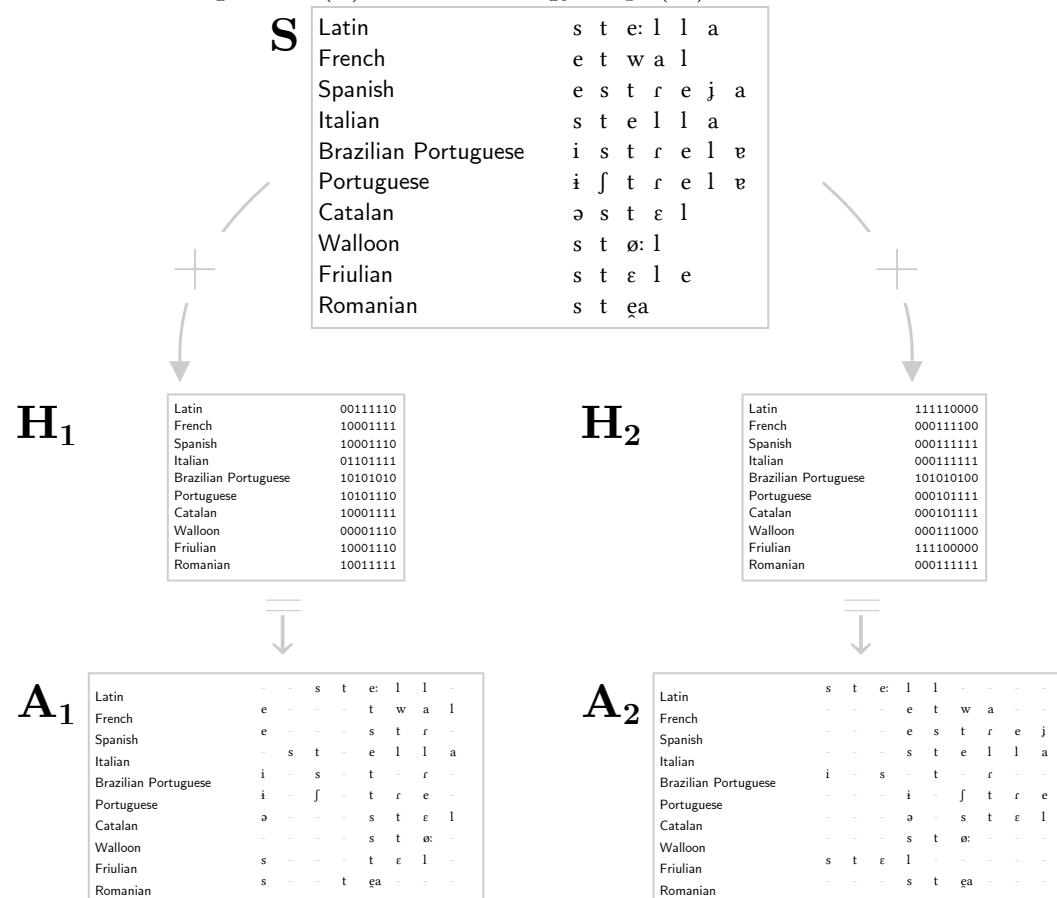 S
Latin s t eː l l a
French e t w a l
Spanish e s t ɾ e ʝ a
Italian s t e l l a
Brazilian Portuguese i s t ɾ e l ɐ
Portuguese ɨ ʃ t ɾ e l ɐ
Catalan ə s t ɛ l
Walloon s t øː l
Friulian s t ɛ l e
Romanian s t e̯a
H1
Latin 00111110
French 10001111
Spanish 10001110
Italian 01101111
Brazilian Portuguese 10101010
Portuguese 10101110
Catalan 10001111
Walloon 00001110
Friulian 10001110
Romanian 10011111
H2
Latin 111110000
French 000111100
Spanish 000111111
Italian 000111111
Brazilian Portuguese 101010100
Portuguese 000101111
Catalan 000101111
Walloon 000111000
Friulian 111100000
Romanian 000111111
A1
Latin - - s t eː l l -
French e - - - t w a l
Spanish e - - - s t ɾ -
Italian - s t - e l l a
Brazilian Portuguese i - s - t - ɾ -
Portuguese ɨ - ʃ - t ɾ e -
Catalan ə - - - s t ɛ l
Walloon - - - - s t øː -
Friulian s - - - t ɛ l -
Romanian s - - t e̯a - - -
A2
Latin s t eː l l - - - -
French - - - e t w a - -
Spanish - - - e s t ɾ e ʝ
Italian - - - s t e l l a
Brazilian Portuguese i - s - t - ɾ - -
Portuguese - - - ɨ - ʃ t ɾ e
Catalan - - - ə - s t ɛ l
Walloon - - - s t øː - - -
Friulian s t ɛ l - - - - -
Romanian - - - s t e̯a - - -